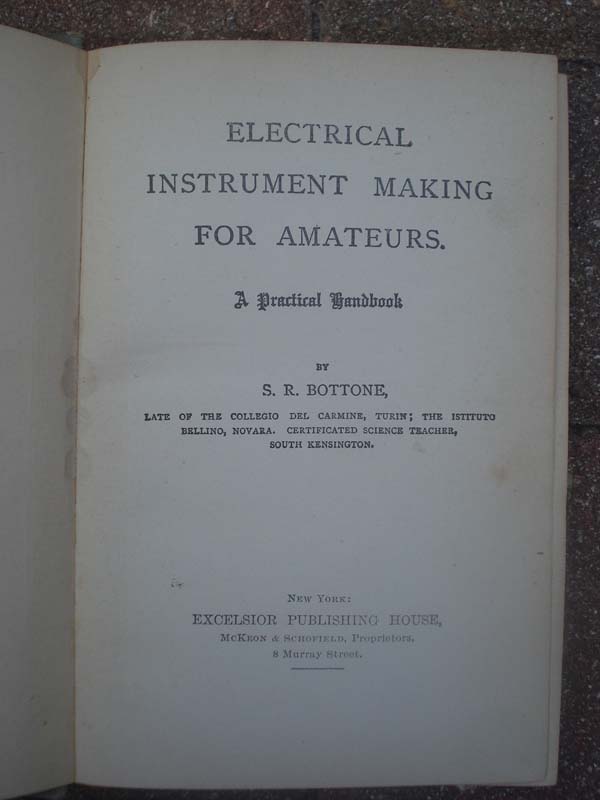 ELECTRICAL
INSTRUMENT MAKING
FOR AMATEURS.
A Practical Handbook
BY
S. R. BOTTONE,
LATE OF THE COLLEGIO DEL CARMINE, TURIN; THE ISTITUTO
BELLINO, NOVARA. CERTIFICATED SCIENCE TEACHER,
SOUTH KENSINGTON.
NEW YORK:
EXCELSIOR PUBLISHING HOUSE,
MCKEON & SCHOFIELD, Proprietors,
8 Murray Street.